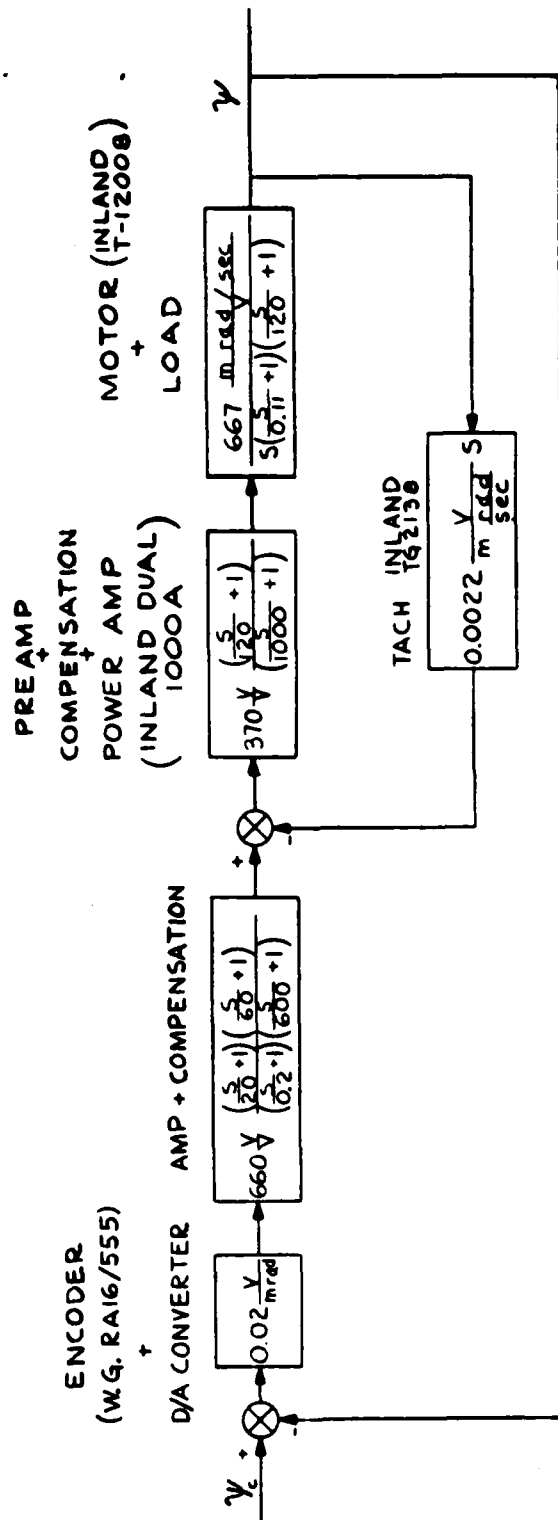 ENCODER
(W.G. RA16/555)
+
D/A CONVERTER
AMP + COMPENSATION
PREAMP
+
COMPENSATION
+
POWER AMP
(INLAND DUAL
1000A)
MOTOR (INLAND
T-12008)
+
LOAD
ψc
+
-
0.02 V/mrad
660 V/V (S/20 +1)(S/60 +1)
(S/0.2 +1)(S/600 +1)
+
-
370 V/V (S/120 +1)
(S/1000 +1)
667 m rad/sec/V
S(S/0.11 +1)(S/120 +1)
ψ
TACH INLAND
TG2138
0.0022 V/m rad/sec S